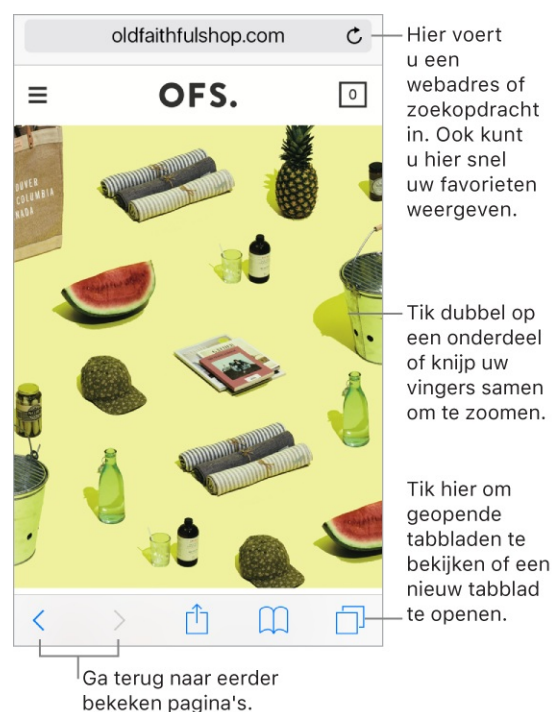 oldfaithfulshop.com
OFS.
0
OUVER
COLUMBIA
NADA
Hier voert
u een
webadres of
zoekopdracht
in. Ook kunt
u hier snel
uw favorieten
weergeven.
Tik dubbel op
een onderdeel
of knijp uw
vingers samen
om te zoomen.
Tik hier om
geopende
tabbladen te
bekijken of een
nieuw tabblad
te openen.
Ga terug naar eerder
bekeken pagina's.